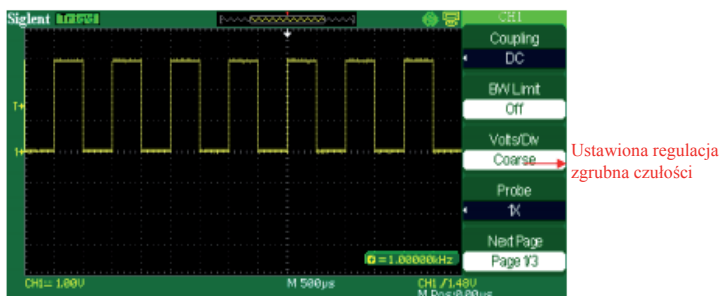 Siglent
CH1
Coupling
DC
BW Limit
Off
Volts/Div
Coarse
Ustawiona regulacja
zgrubna czułości
Probe
1X
Next Page
Page 1/3
T
1
= 1.00000kHz
CH1= 1.00V
M 500µs
CH1 /1.48V
M Pos:0.00µs